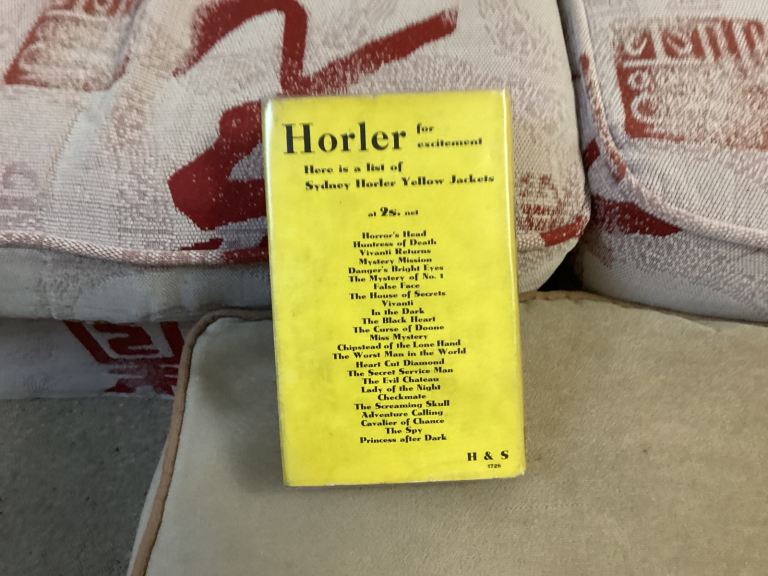 Horler for
excitement
Here is a list of
Sydney Horler Yellow Jackets
at 2s. net
Horror's Head
Huntress of Death
Vivanti Returns
Mystery Mission
Danger's Bright Eyes
The Mystery of No. 1
False Face
The House of Secrets
Vivanti
In the Dark
The Black Heart
The Curse of Doone
Miss Mystery
Chipstead of the Lone Hand
The Worst Man in the World
Heart Cut Diamond
The Secret Service Man
The Evil Chateau
Lady of the Night
Checkmate
The Screaming Skull
Adventure Calling
Cavalier of Chance
The Spy
Princess after Dark
H & S
1726